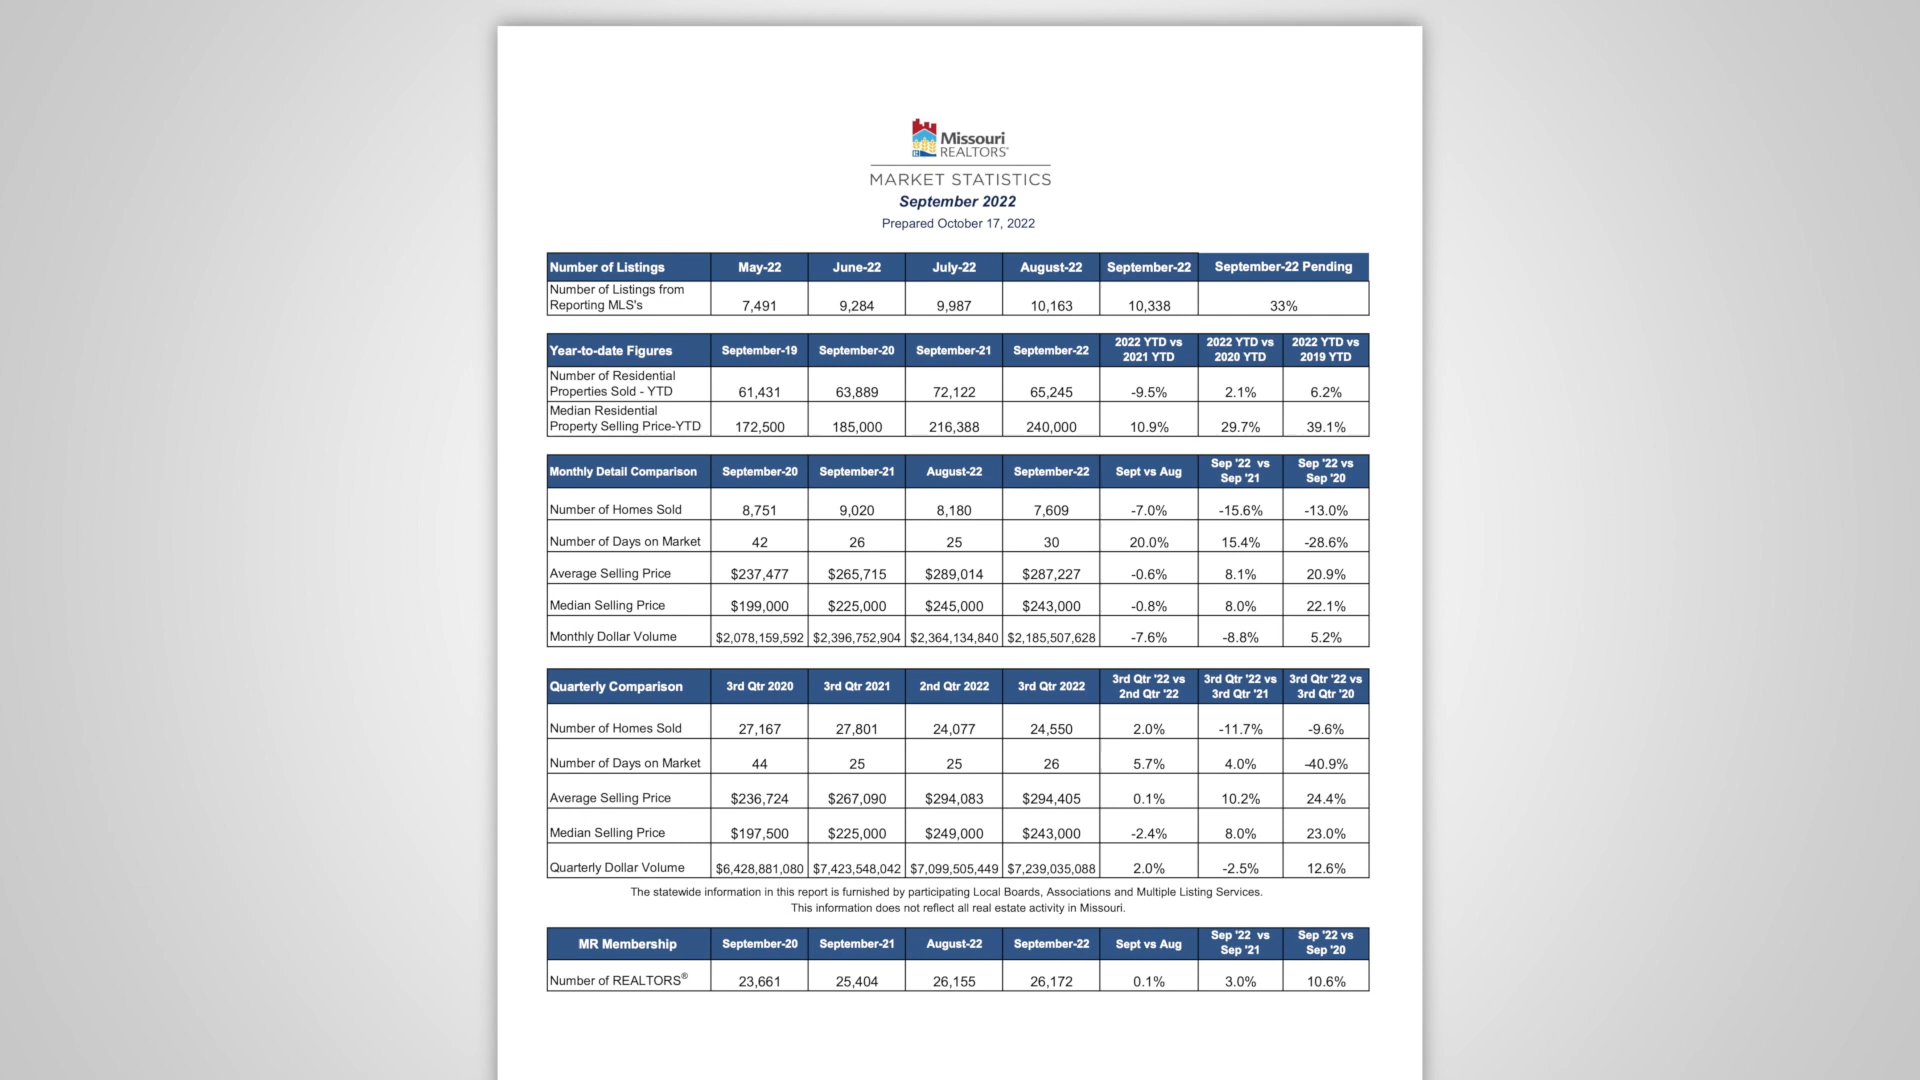 Missouri
REALTORS®
MARKET STATISTICS
September 2022
Prepared October 17, 2022
Number of Listings May-22 June-22 July-22 August-22 September-22 September-22 Pending
Number of Listings from
Reporting MLS's 7,491 9,284 9,987 10,163 10,338 33%
Year-to-date Figures September-19 September-20 September-21 September-22 2022 YTD vs 2021 YTD 2022 YTD vs 2020 YTD 2022 YTD vs 2019 YTD
Number of Residential
Properties Sold - YTD 61,431 63,889 72,122 65,245 -9.5% 2.1% 6.2%
Median Residential
Property Selling Price-YTD 172,500 185,000 216,388 240,000 10.9% 29.7% 39.1%
Monthly Detail Comparison September-20 September-21 August-22 September-22 Sept vs Aug Sep '22 vs Sep '21 Sep '22 vs Sep '20
Number of Homes Sold 8,751 9,020 8,180 7,609 -7.0% -15.6% -13.0%
Number of Days on Market 42 26 25 30 20.0% 15.4% -28.6%
Average Selling Price $237,477 $265,715 $289,014 $287,227 -0.6% 8.1% 20.9%
Median Selling Price $199,000 $225,000 $245,000 $243,000 -0.8% 8.0% 22.1%
Monthly Dollar Volume $2,078,159,592 $2,396,752,904 $2,364,134,840 $2,185,507,628 -7.6% -8.8% 5.2%
Quarterly Comparison 3rd Qtr 2020 3rd Qtr 2021 2nd Qtr 2022 3rd Qtr 2022 3rd Qtr '22 vs 2nd Qtr '22 3rd Qtr '22 vs 3rd Qtr '21 3rd Qtr '22 vs 3rd Qtr '20
Number of Homes Sold 27,167 27,801 24,077 24,550 2.0% -11.7% -9.6%
Number of Days on Market 44 25 25 26 5.7% 4.0% -40.9%
Average Selling Price $236,724 $267,090 $294,083 $294,405 0.1% 10.2% 24.4%
Median Selling Price $197,500 $225,000 $249,000 $243,000 -2.4% 8.0% 23.0%
Quarterly Dollar Volume $6,428,881,080 $7,423,548,042 $7,099,505,449 $7,239,035,088 2.0% -2.5% 12.6%
The statewide information in this report is furnished by participating Local Boards, Associations and Multiple Listing Services.
This information does not reflect all real estate activity in Missouri.
MR Membership September-20 September-21 August-22 September-22 Sept vs Aug Sep '22 vs Sep '21 Sep '22 vs Sep '20
Number of REALTORS® 23,661 25,404 26,155 26,172 0.1% 3.0% 10.6%